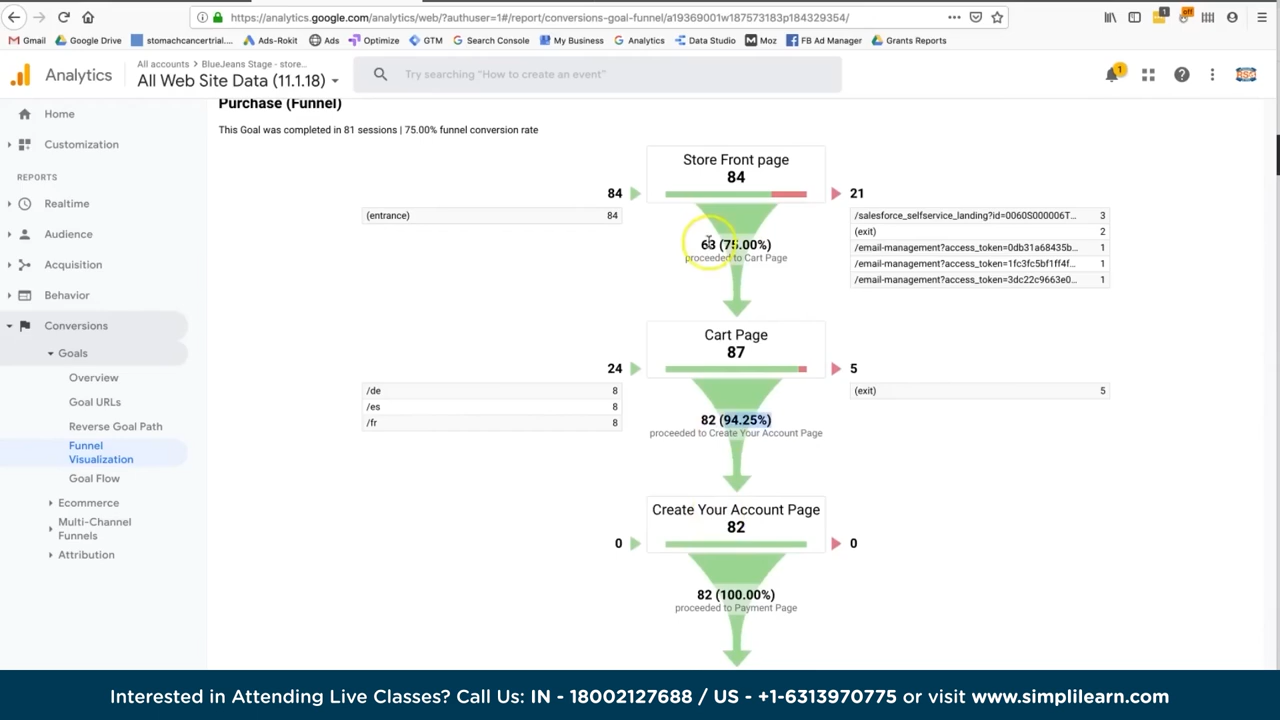 https://analytics.google.com/analytics/web/?authuser=1#/report/conversions-goal-funnel/a19369001w187573183p184329354/
1
off
Gmail
Google Drive
stomachcancertrial....
Ads-Rokit
Ads
Optimize
GTM
Search Console
My Business
Analytics
Data Studio
Moz
FB Ad Manager
Grants Reports
Analytics
All accounts > BlueJeans Stage - store...
All Web Site Data (11.1.18)
Try searching "How to create an event"
1
Home
Customization
REPORTS
Realtime
Audience
Acquisition
Behavior
Conversions
Goals
Overview
Goal URLs
Reverse Goal Path
Funnel
Visualization
Goal Flow
Ecommerce
Multi-Channel
Funnels
Attribution
Purchase (Funnel)
This Goal was completed in 81 sessions | 75.00% funnel conversion rate
Store Front page
84
84
21
(entrance) 84
/salesforce_selfservice_landing?id=0060S000006T... 3
(exit) 2
/email-management?access_token=0db31a68435b... 1
/email-management?access_token=1fc3fc5bf1ff4f... 1
/email-management?access_token=3dc22c9663e0... 1
63 (75.00%)
proceeded to Cart Page
Cart Page
87
24
5
/de 8
/es 8
/fr 8
(exit) 5
82 (94.25%)
proceeded to Create Your Account Page
Create Your Account Page
82
0
0
82 (100.00%)
proceeded to Payment Page
Interested in Attending Live Classes? Call Us: IN - 18002127688 / US - +1-6313970775 or visit www.simplilearn.com